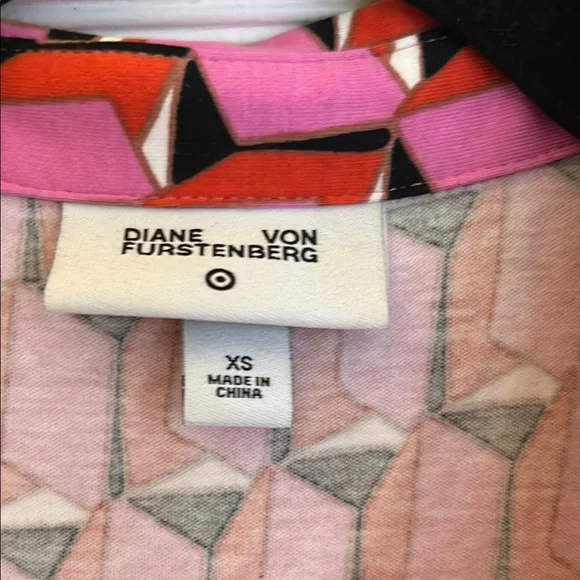 DIANE VON
FURSTENBERG
XS
MADE IN
CHINA